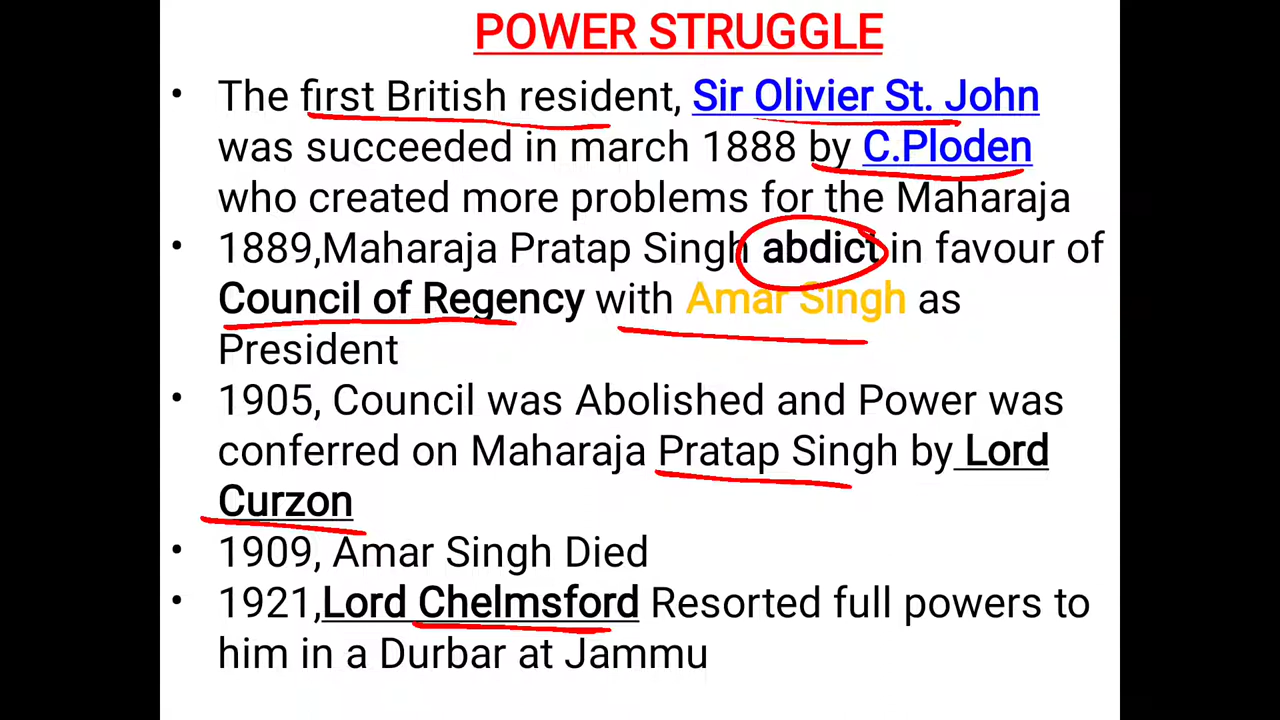 POWER STRUGGLE
• The first British resident, Sir Olivier St. John
was succeeded in march 1888 by C.Ploden
who created more problems for the Maharaja
• 1889,Maharaja Pratap Singh abdict in favour of
Council of Regency with Amar Singh as
President
• 1905, Council was Abolished and Power was
conferred on Maharaja Pratap Singh by Lord
Curzon
• 1909, Amar Singh Died
• 1921,Lord Chelmsford Resorted full powers to
him in a Durbar at Jammu